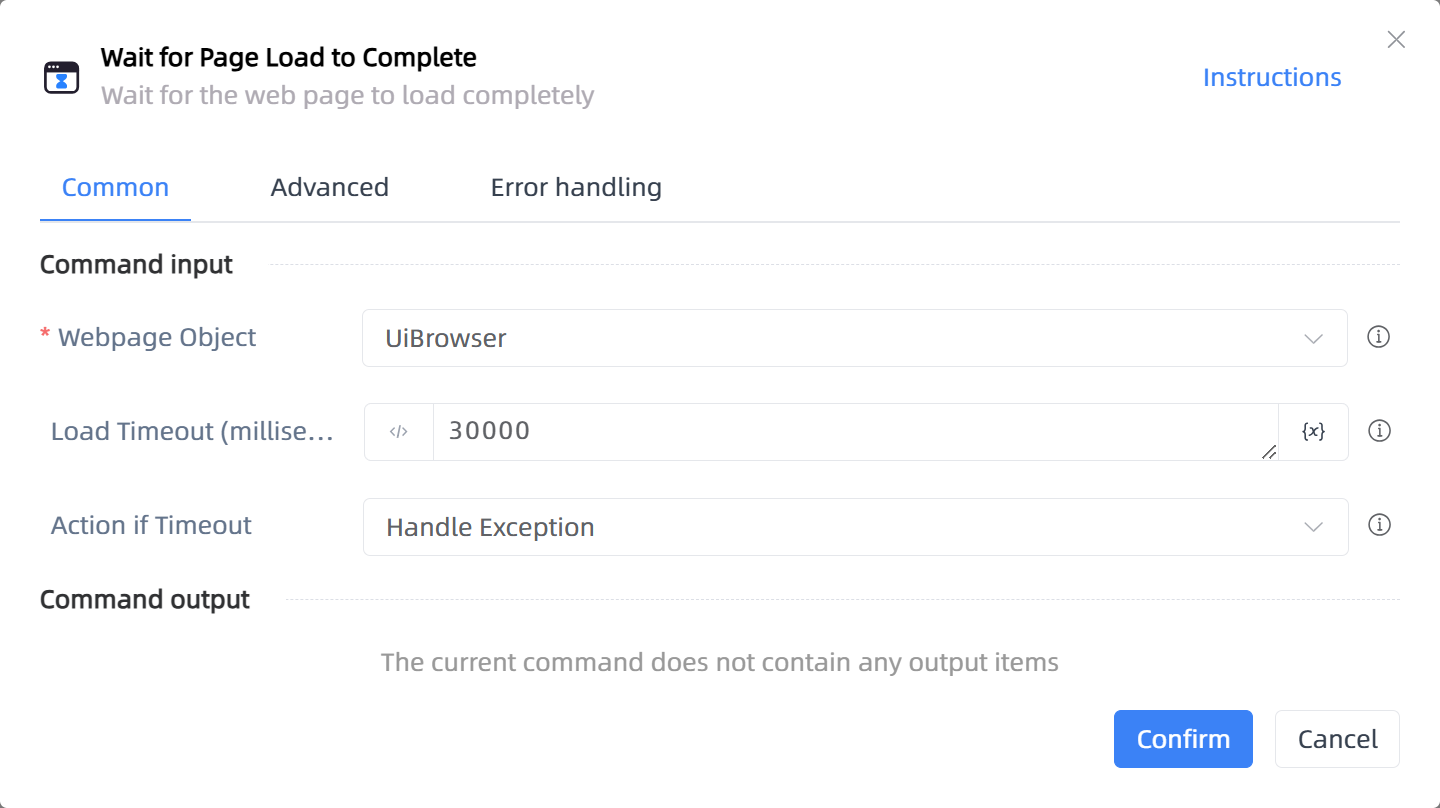 Wait for Page Load to Complete
Wait for the web page to load completely
Instructions
Common
Advanced
Error handling
Command input
* Webpage Object
UiBrowser
Load Timeout (millise...
</>
30000
{x}
Action if Timeout
Handle Exception
Command output
The current command does not contain any output items
Confirm
Cancel